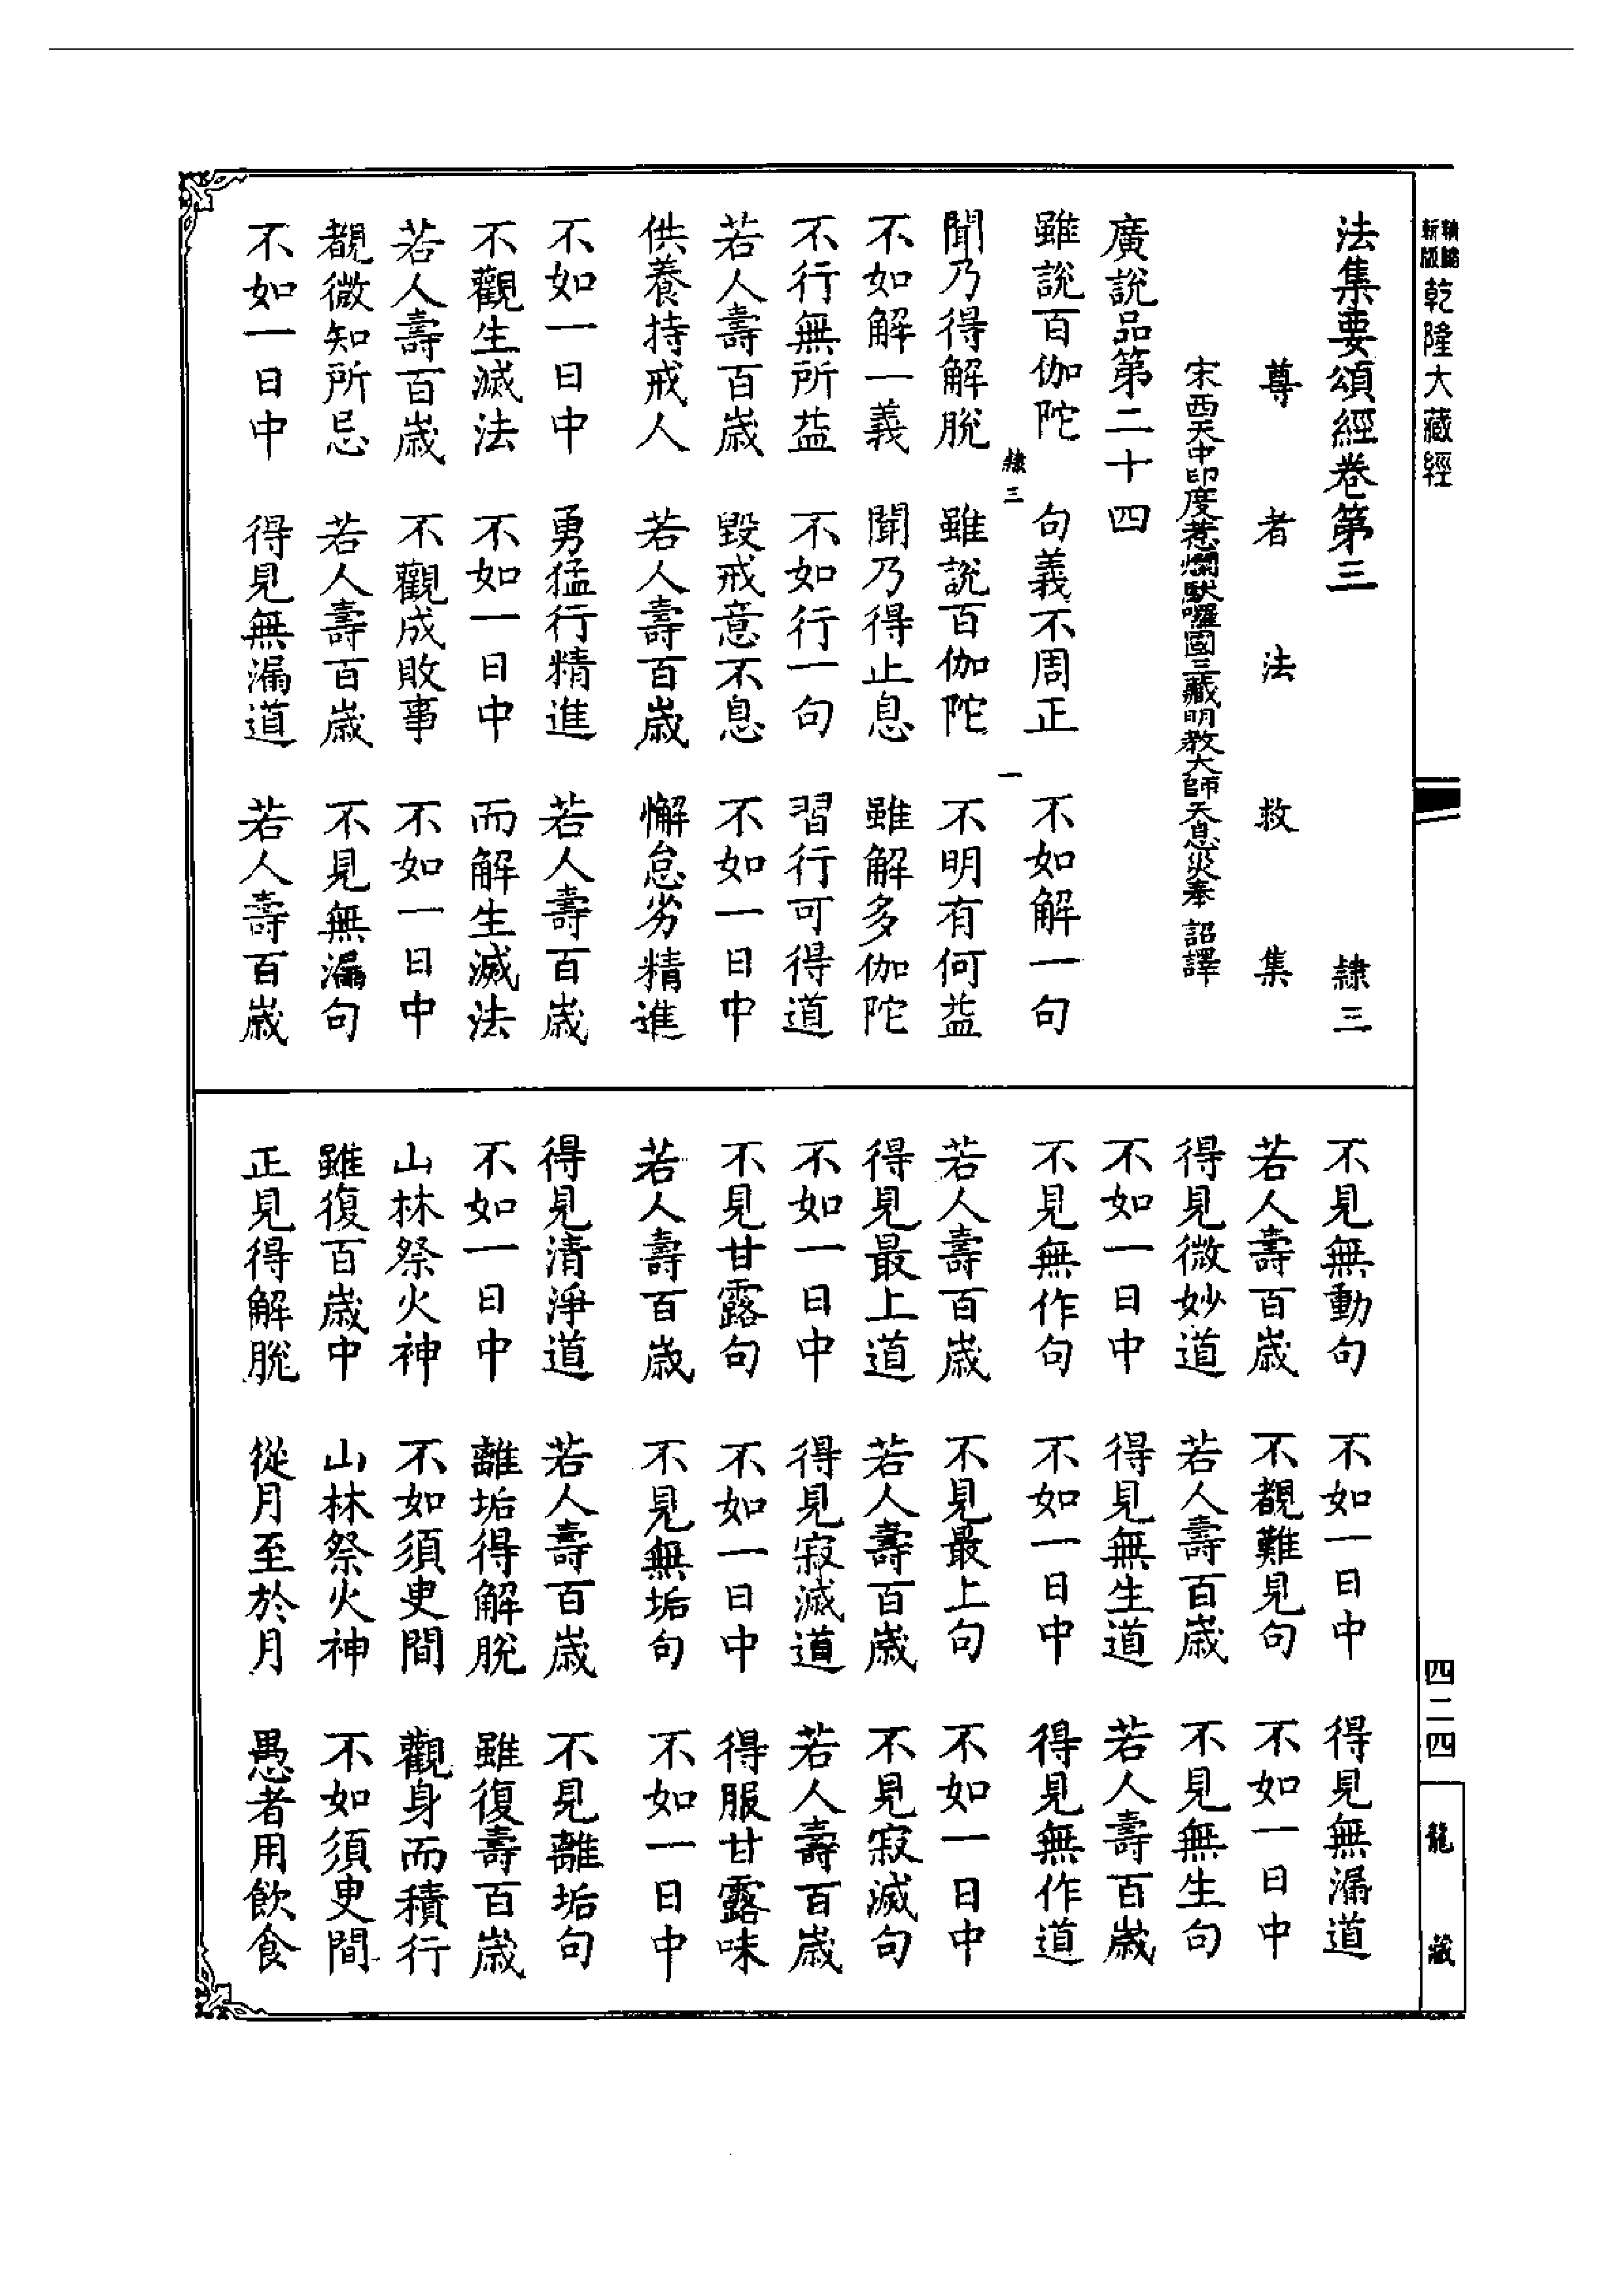 新版乾隆大藏經
法集要頌經卷第三　隸三
尊者法救集
宋西天中印度惹爛馱囉國三藏明教大師天息災奉　詔譯
廣說品第二十四
雖說百伽陀　句義不周正　不如解一句
隸三　一
聞乃得解脫　雖說百伽陀　不明有何益
不如解一義　聞乃得止息　雖解多伽陀
不行無所益　不如行一句　習行可得道
若人壽百歲　毀戒意不息　不如一日中
供養持戒人　若人壽百歲　懈怠劣精進
不如一日中　勇猛行精進　若人壽百歲
不觀生滅法　不如一日中　而解生滅法
若人壽百歲　不觀成敗事　不如一日中
覩微知所忌　若人壽百歲　不見無漏句
不如一日中　得見無漏道　若人壽百歲
不見無動句　不如一日中　得見無漏道
若人壽百歲　不覩難見句　不如一日中
得見微妙道　若人壽百歲　不見無生句
不如一日中　得見無生道　若人壽百歲
不見無作句　不如一日中　得見無作道
若人壽百歲　不見最上句　不如一日中
得見最上道　若人壽百歲　不見寂滅句
不如一日中　得見寂滅道　若人壽百歲
不見甘露句　不如一日中　得服甘露味
若人壽百歲　不見無垢句　不如一日中
得見清淨道　若人壽百歲　不見離垢句
不如一日中　離垢得解脫　雖復壽百歲
山林祭火神　不如須臾間　觀身而積行
雖復百歲中　山林祭火神　不如須臾間
正見得解脫　從月至於月　愚者用飲食
四二四
龍藏